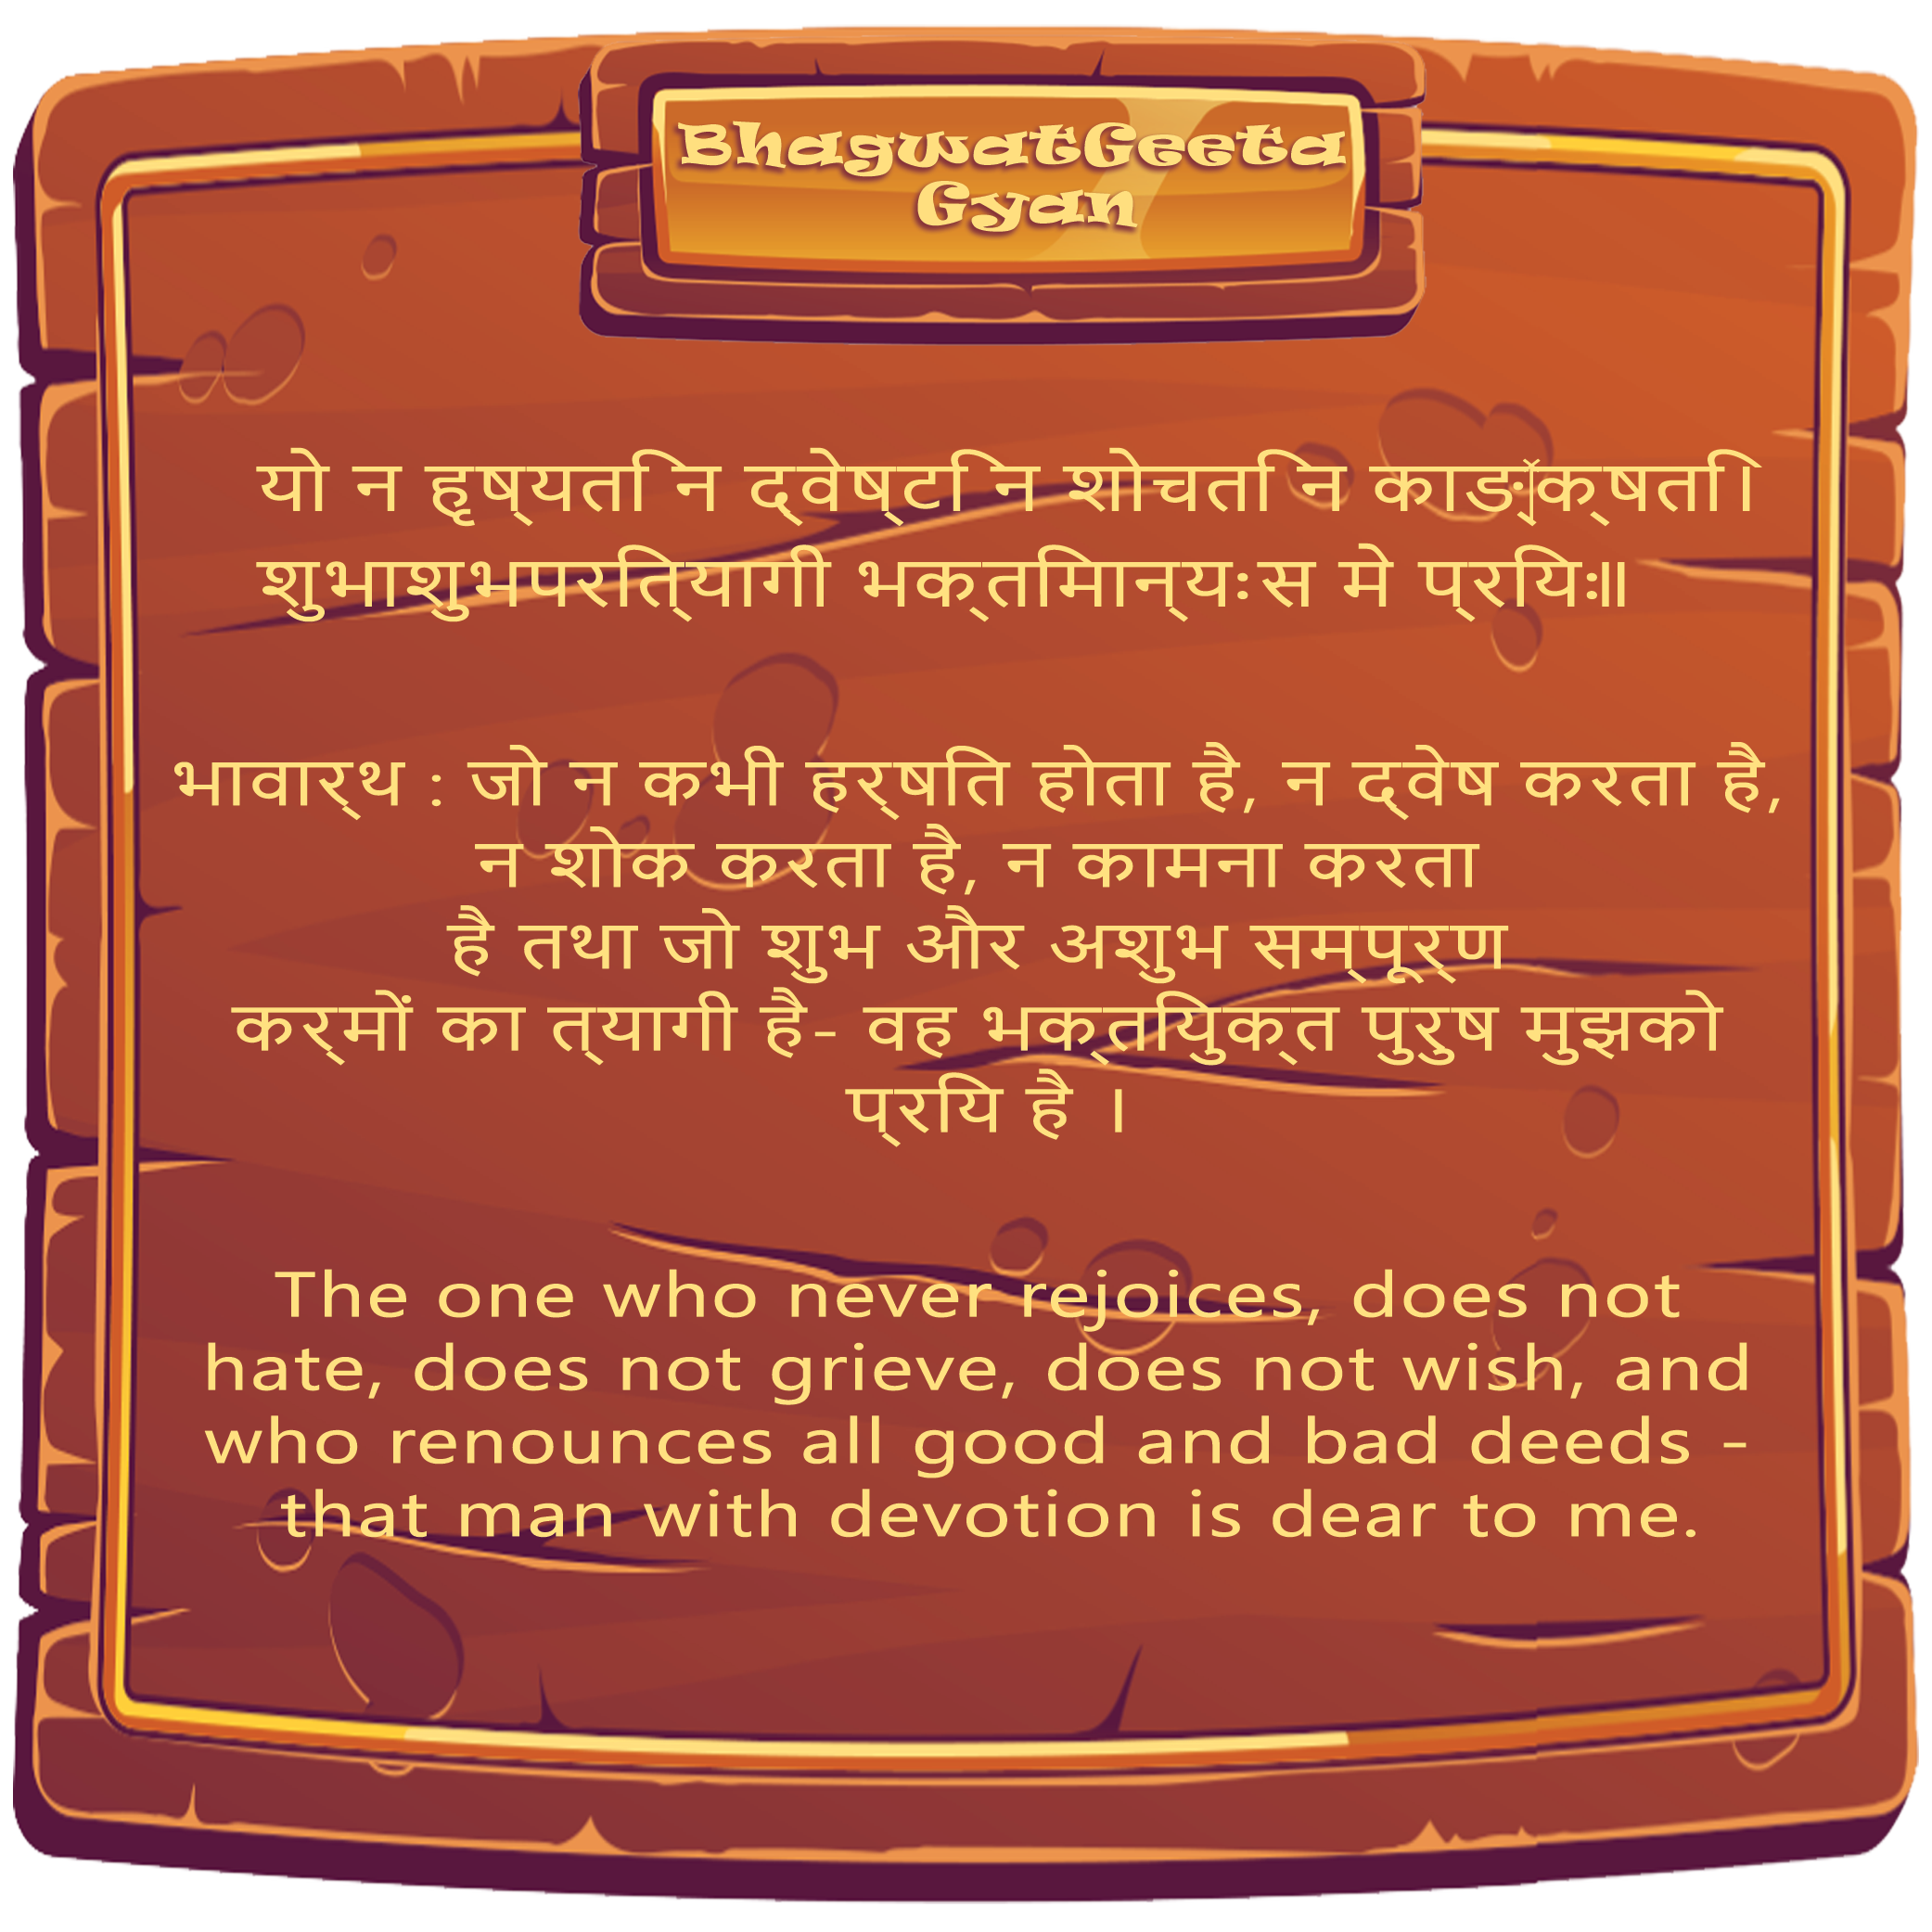 BhagwatGeeta
Gyan
यो न हृष्यति न द्वेष्टि न शोचति न काङ्‍क्षति।
शुभाशुभपरित्यागी भक्तिमान्यः स मे प्रियः॥
भावार्थ : जो न कभी हर्षित होता है, न द्वेष करता है,
न शोक करता है, न कामना करता
है तथा जो शुभ और अशुभ सम्पूर्ण
कर्मों का त्यागी है- वह भक्तियुक्त पुरुष मुझको
प्रिय है ।
The one who never rejoices, does not
hate, does not grieve, does not wish, and
who renounces all good and bad deeds -
that man with devotion is dear to me.